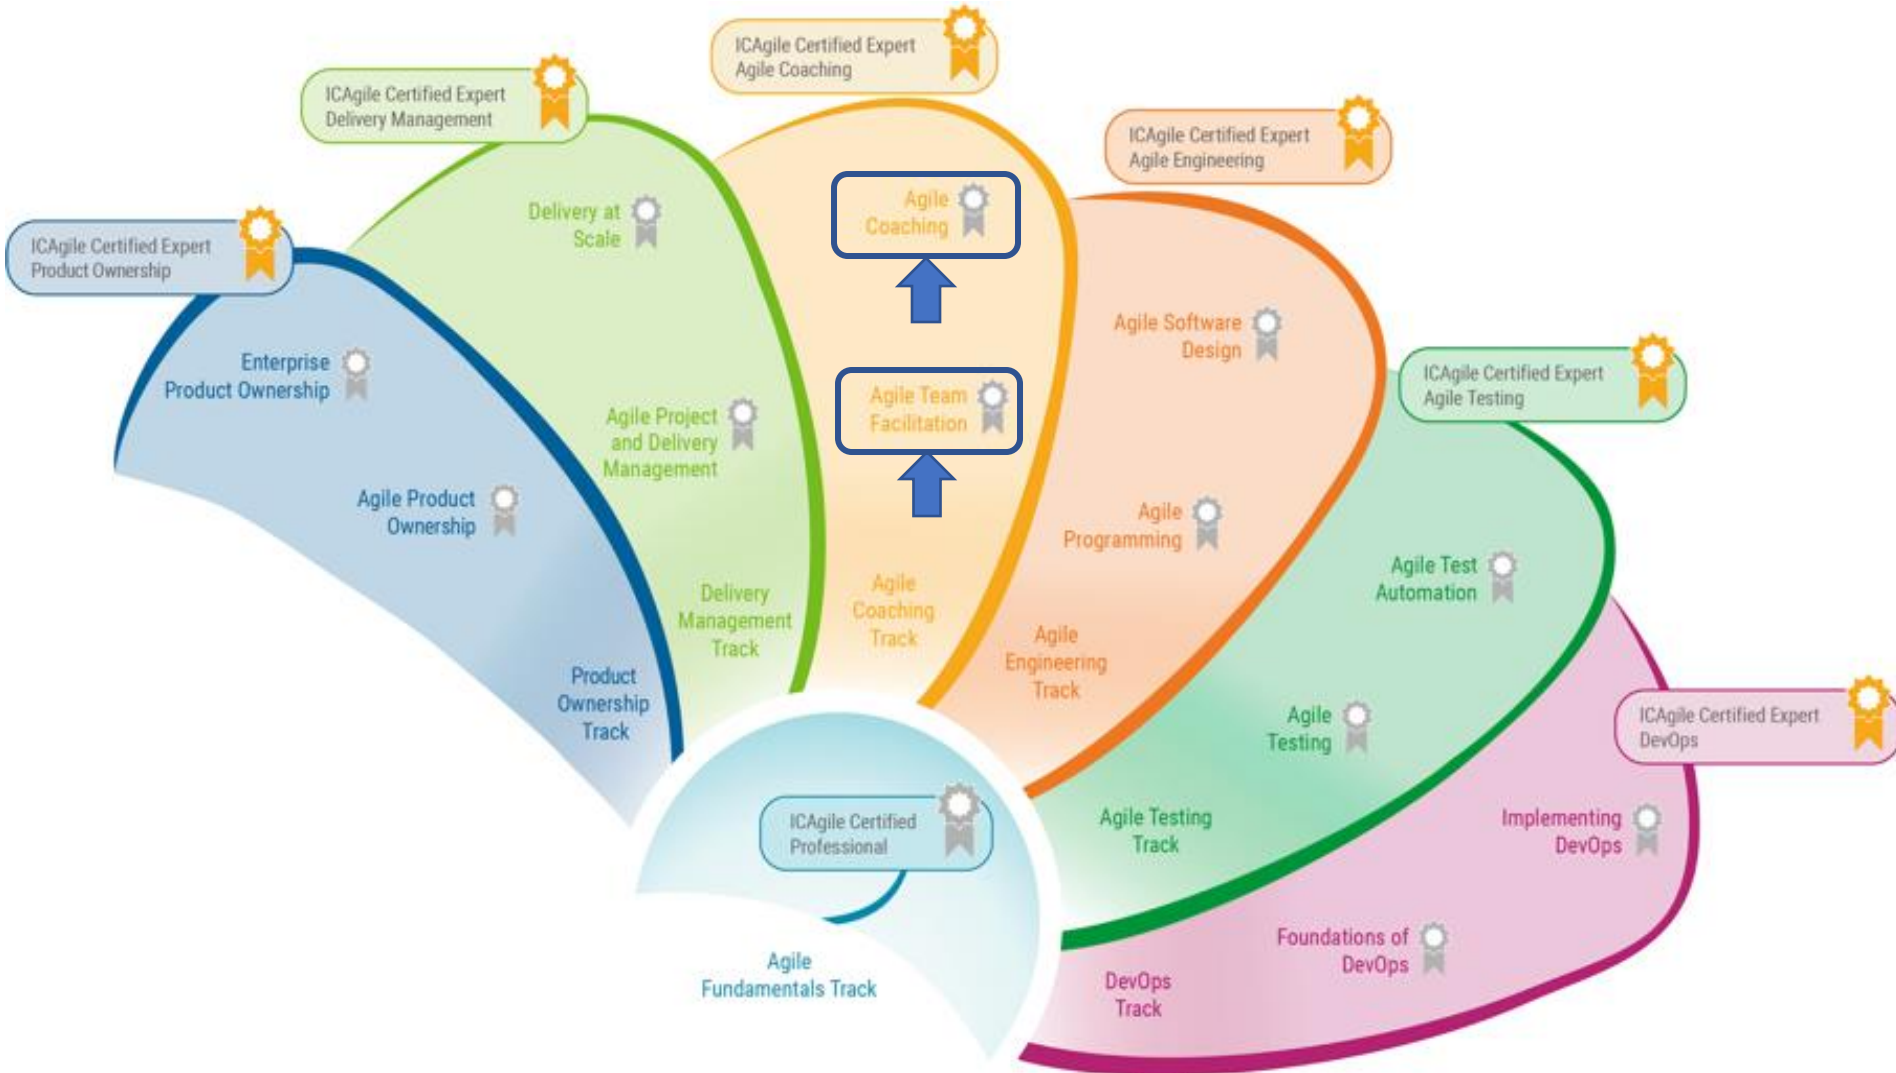 ICAgile Certified Expert
Agile Coaching
ICAgile Certified Expert
Delivery Management
ICAgile Certified Expert
Agile Engineering
ICAgile Certified Expert
Product Ownership
ICAgile Certified Expert
Agile Testing
ICAgile Certified Expert
DevOps
Enterprise
Product Ownership
Agile Product
Ownership
Product
Ownership
Track
Delivery at
Scale
Agile Project
and Delivery
Management
Delivery
Management
Track
Agile
Coaching
Agile Team
Facilitation
Agile
Coaching
Track
Agile Software
Design
Agile
Programming
Agile
Engineering
Track
Agile Test
Automation
Agile
Testing
Agile Testing
Track
Implementing
DevOps
Foundations of
DevOps
DevOps
Track
ICAgile Certified
Professional
Agile
Fundamentals Track